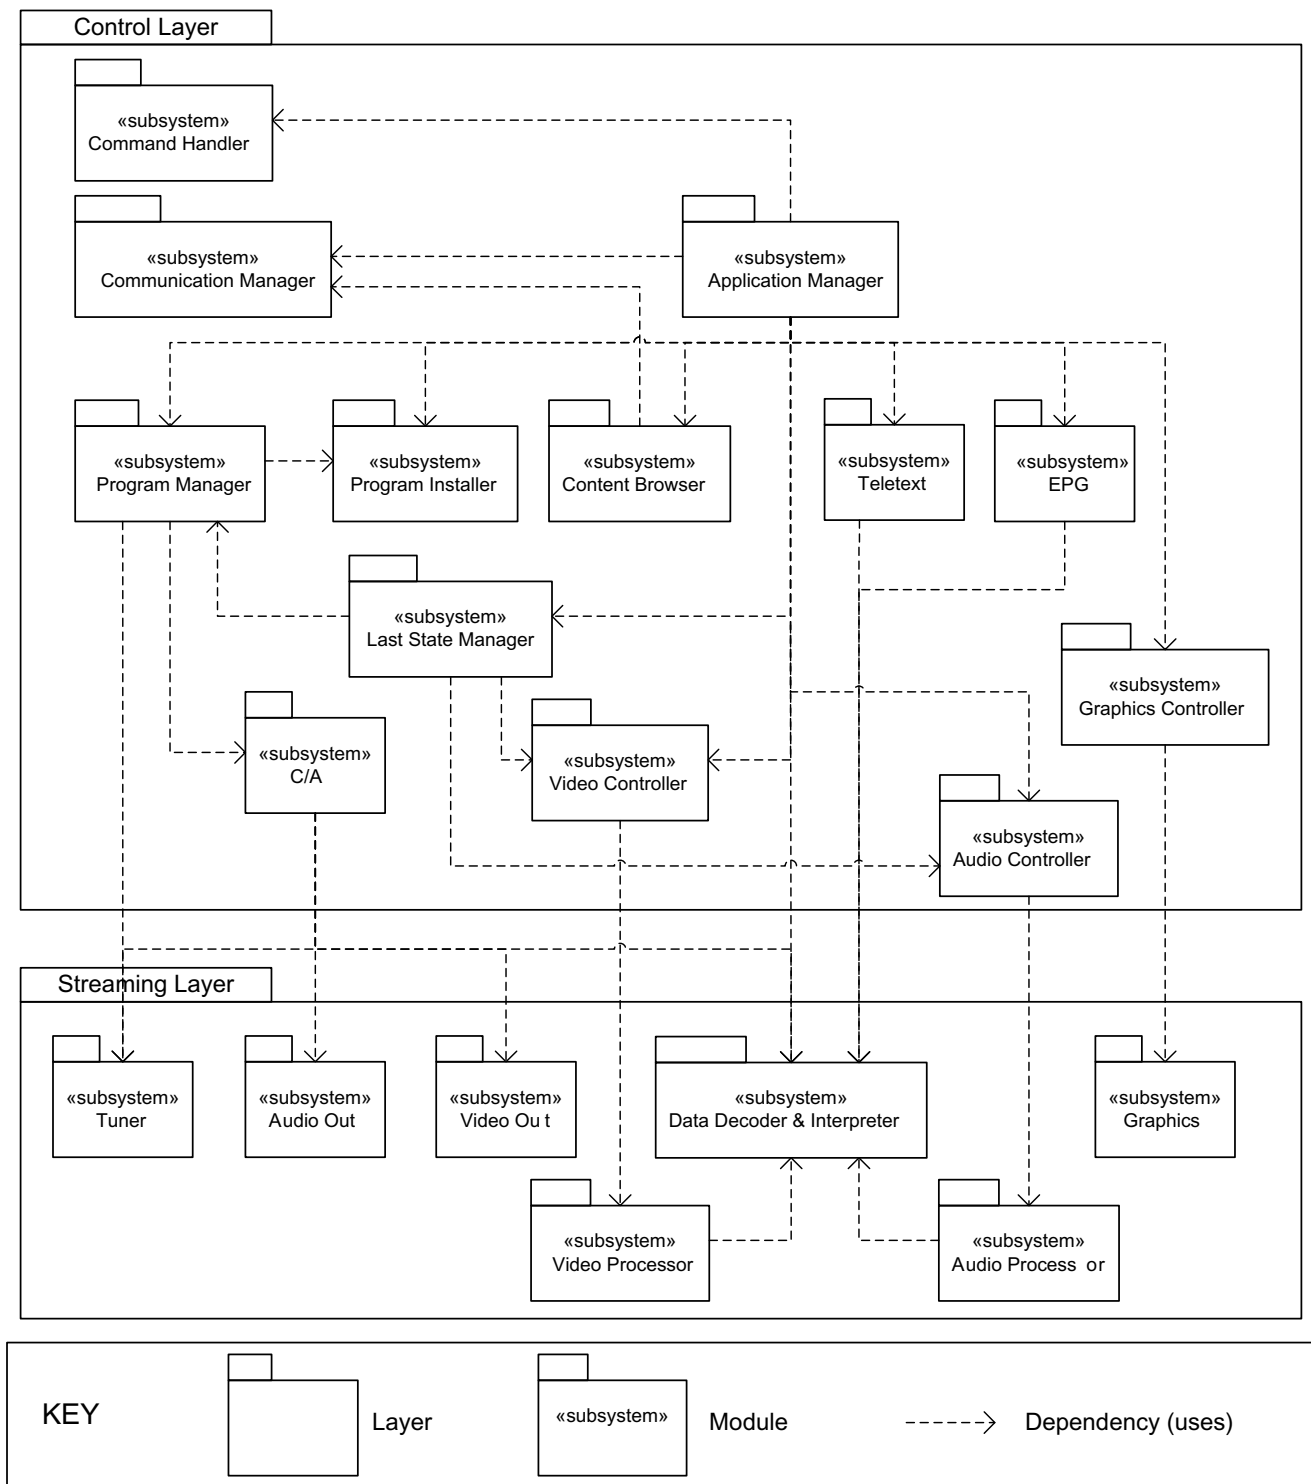 Control Layer
«subsystem»
Command Handler
«subsystem»
Communication Manager
«subsystem»
Application Manager
«subsystem»
Program Manager
«subsystem»
Program Installer
«subsystem»
Content Browser
«subsystem»
Teletext
«subsystem»
EPG
«subsystem»
Last State Manager
«subsystem»
Graphics Controller
«subsystem»
C/A
«subsystem»
Video Controller
«subsystem»
Audio Controller
Streaming Layer
«subsystem»
Tuner
«subsystem»
Audio Out
«subsystem»
Video Ou t
«subsystem»
Data Decoder & Interpreter
«subsystem»
Graphics
«subsystem»
Video Processor
«subsystem»
Audio Process or
KEY
Layer
«subsystem»
Module
Dependency (uses)